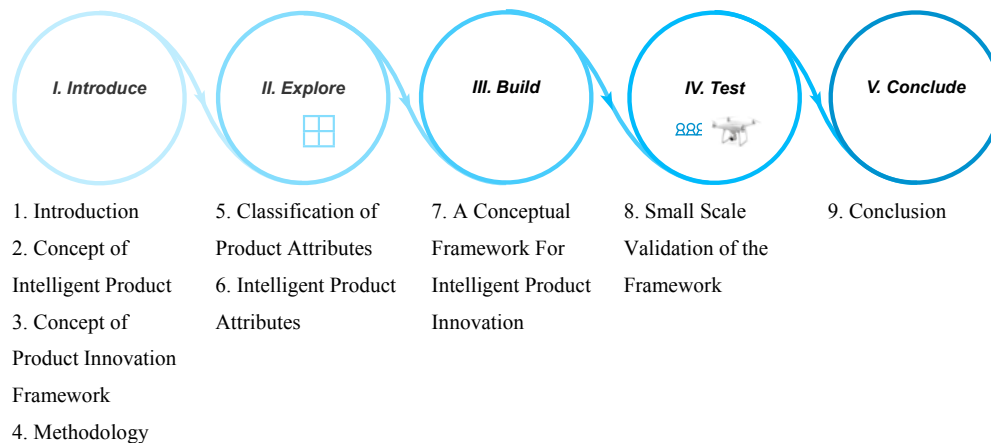 I. Introduce
II. Explore
III. Build
IV. Test
V. Conclude
1. Introduction
2. Concept of
Intelligent Product
3. Concept of
Product Innovation
Framework
4. Methodology
5. Classification of
Product Attributes
6. Intelligent Product
Attributes
7. A Conceptual
Framework For
Intelligent Product
Innovation
8. Small Scale
Validation of the
Framework
9. Conclusion